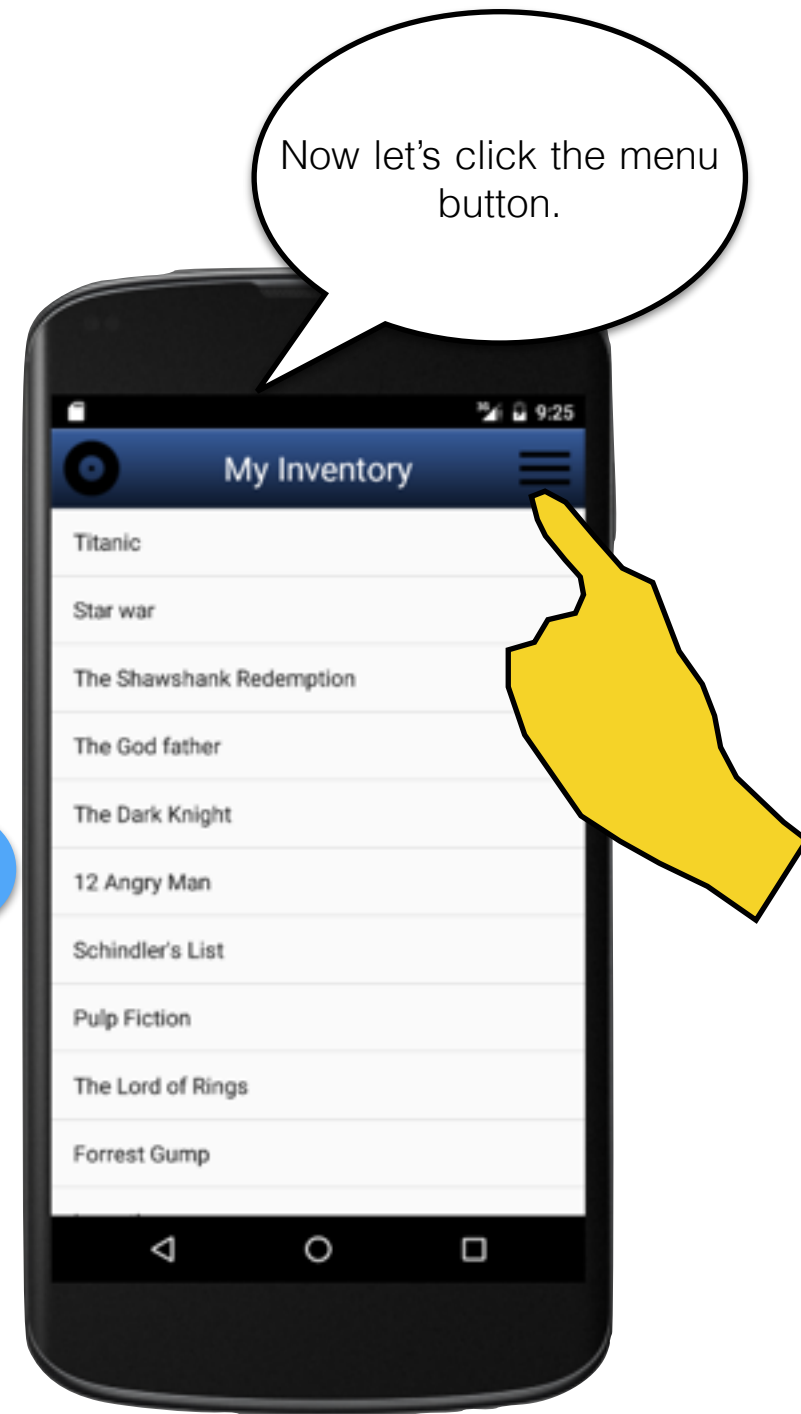 Now let's click the menu
button.
3G 9:25
My Inventory
Titanic
Star war
The Shawshank Redemption
The God father
The Dark Knight
12 Angry Man
Schindler's List
Pulp Fiction
The Lord of Rings
Forrest Gump